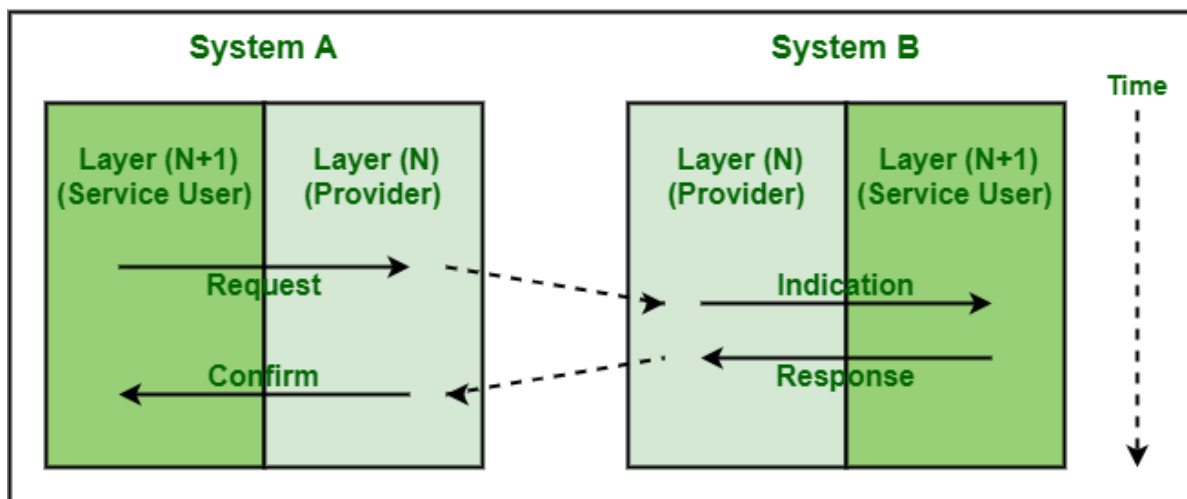 System A
System B
Time
Layer (N+1)
(Service User)
Layer (N)
(Provider)
Layer (N)
(Provider)
Layer (N+1)
(Service User)
Request
Indication
Confirm
Response